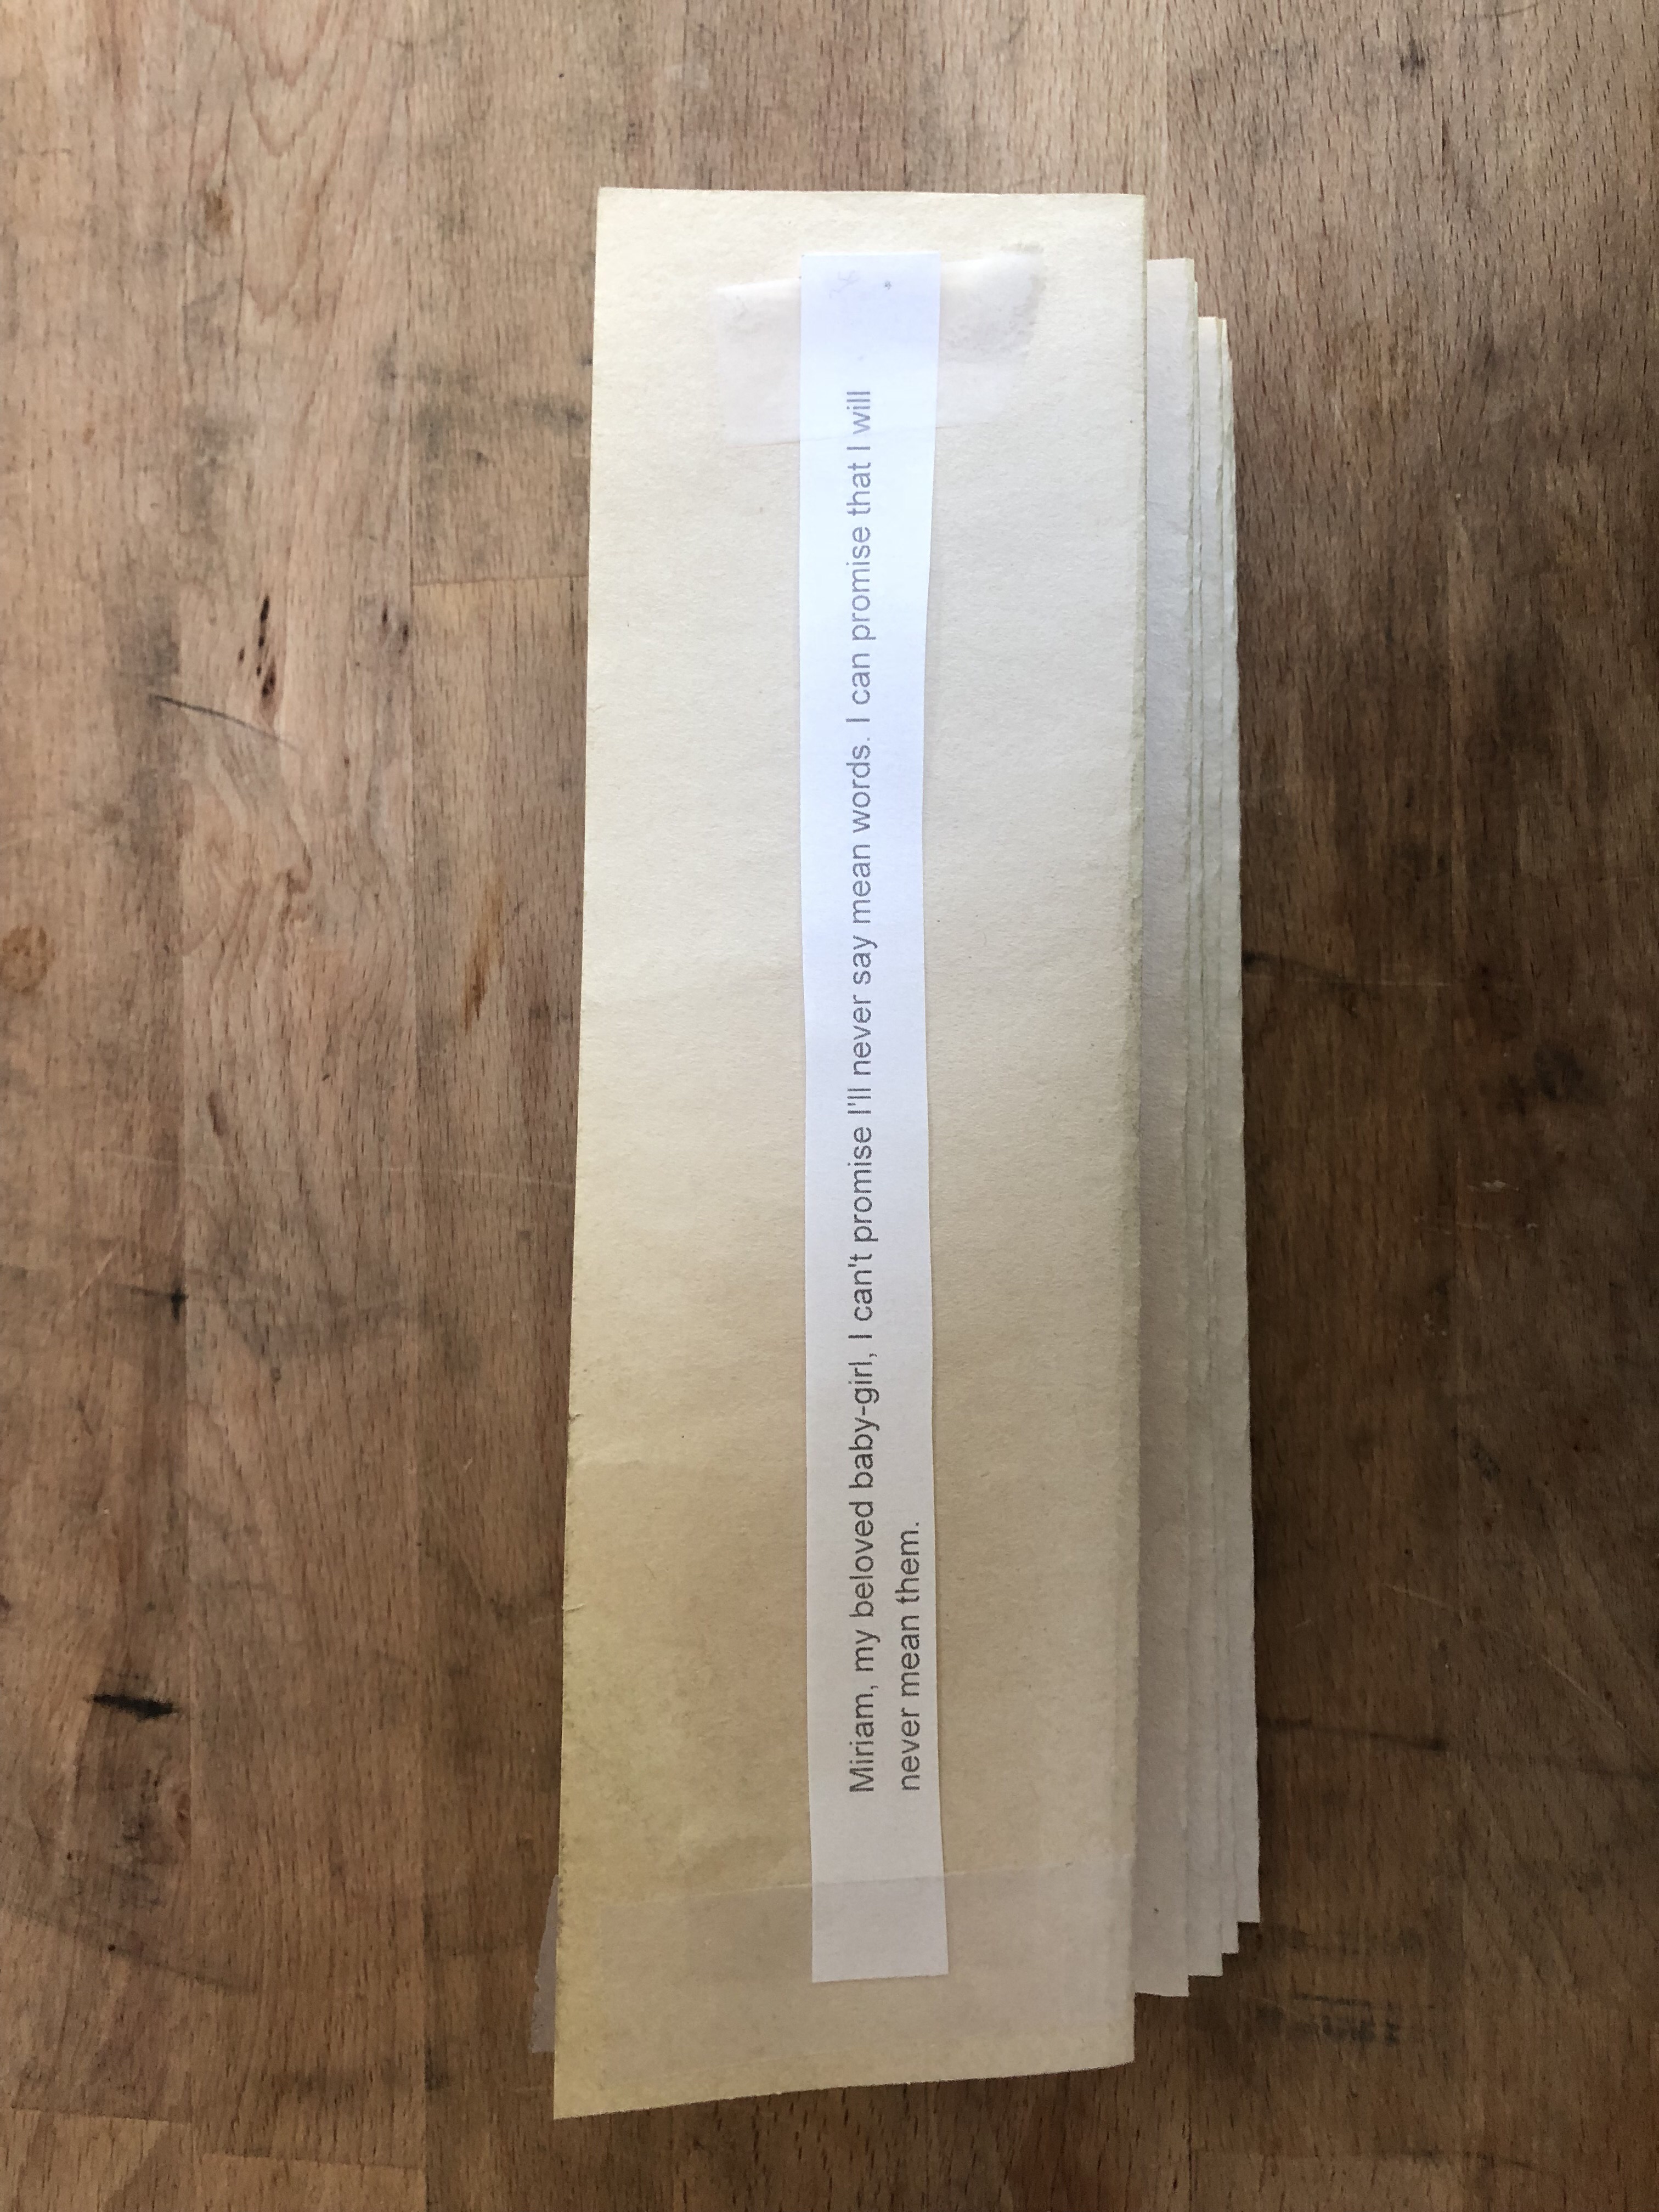 Miriam, my beloved baby-girl, I can't promise I'll never say mean words. I can promise that I will
never mean them.